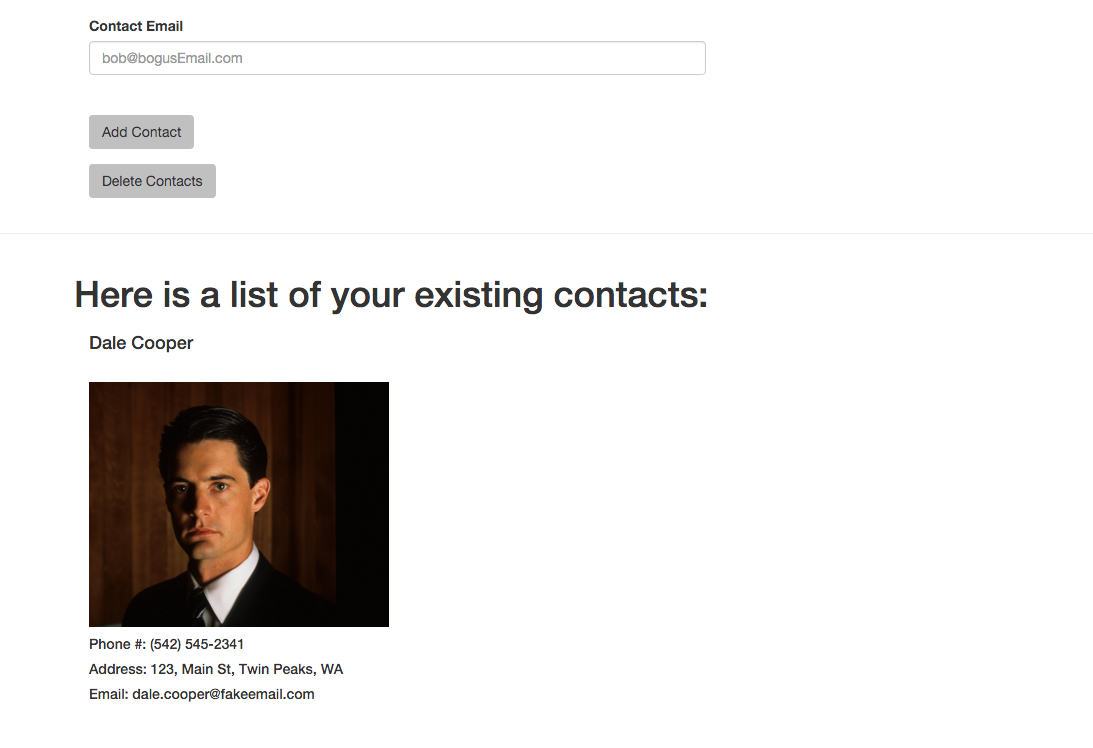 Contact Email
bob@bogusEmail.com
Add Contact
Delete Contacts
Here is a list of your existing contacts:
Dale Cooper
Phone #: (542) 545-2341
Address: 123, Main St, Twin Peaks, WA
Email: dale.cooper@fakeemail.com